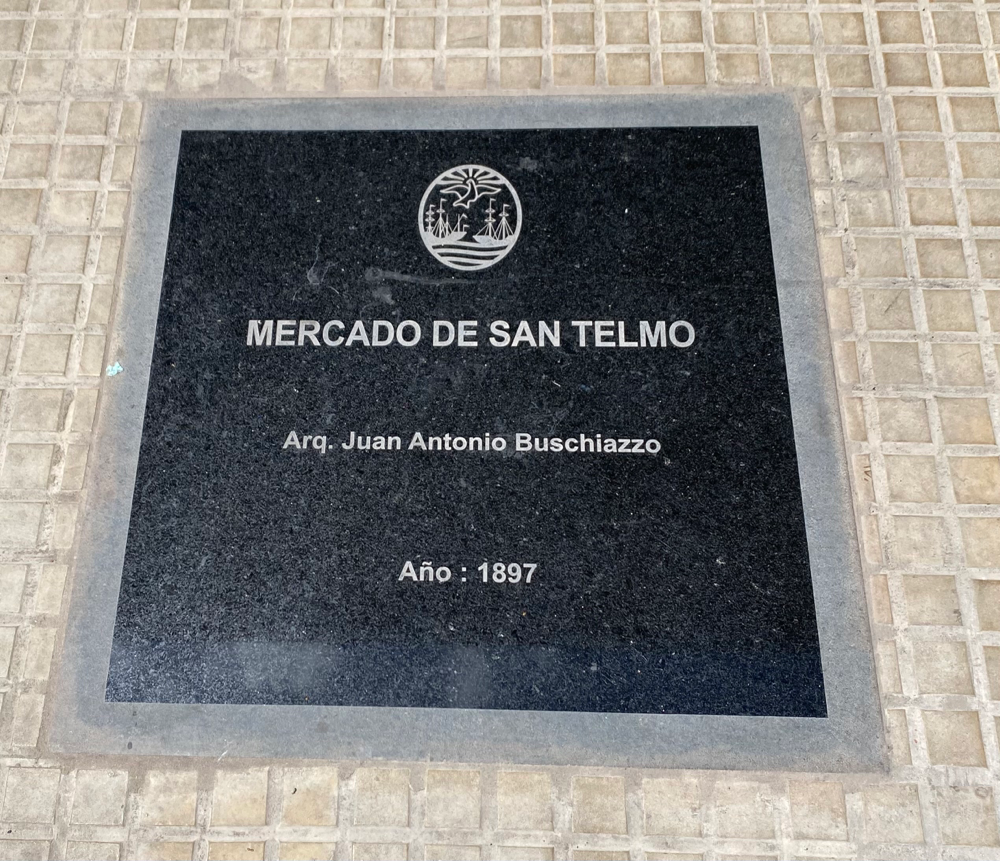 MERCADO DE SAN TELMO
Arq. Juan Antonio Buschiazzo
Año : 1897